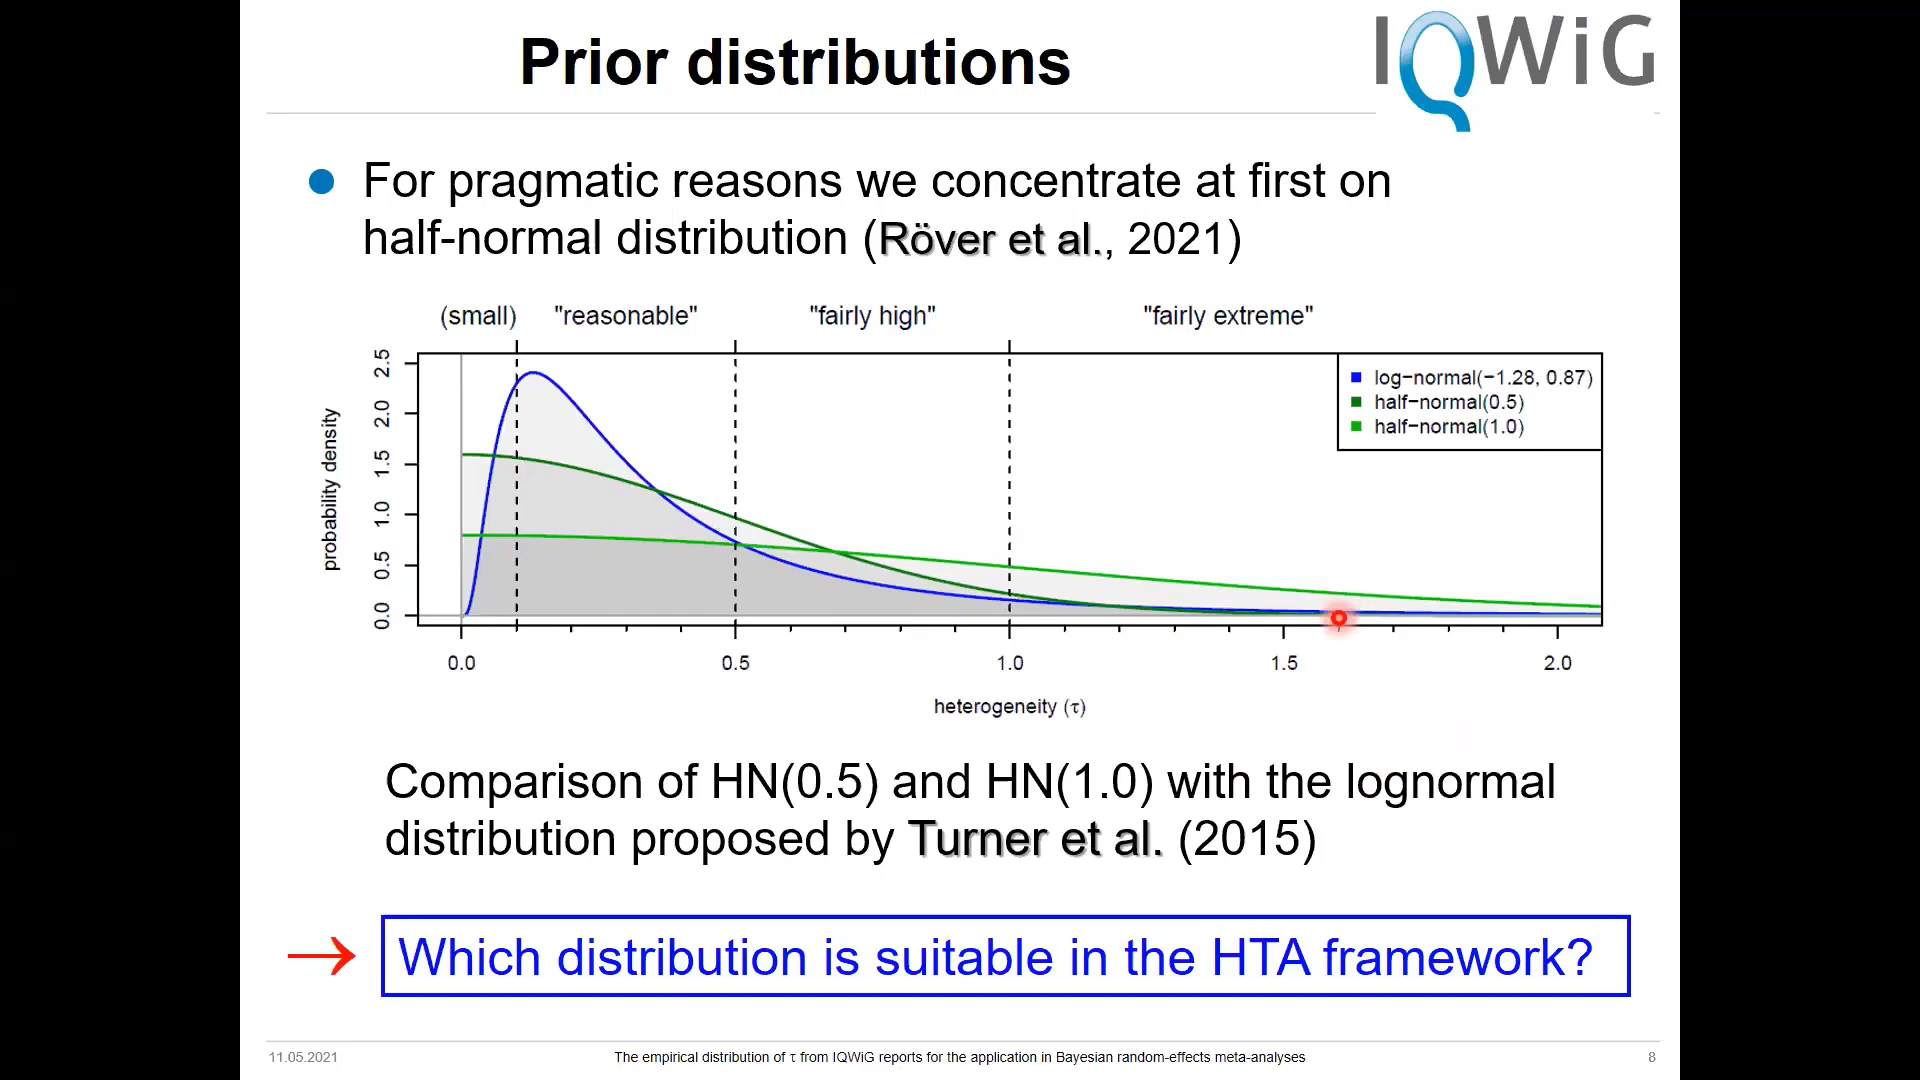 Prior distributions
IQWiG
For pragmatic reasons we concentrate at first on
half-normal distribution (Röver et al., 2021)
(small) "reasonable" "fairly high" "fairly extreme"
log−normal(−1.28, 0.87)
half−normal(0.5)
half−normal(1.0)
probability density
2.5
2.0
1.5
1.0
0.5
0.0
0.0 0.5 1.0 1.5 2.0
heterogeneity (τ)
Comparison of HN(0.5) and HN(1.0) with the lognormal
distribution proposed by Turner et al. (2015)
→ Which distribution is suitable in the HTA framework?
11.05.2021 The empirical distribution of τ from IQWiG reports for the application in Bayesian random-effects meta-analyses 8